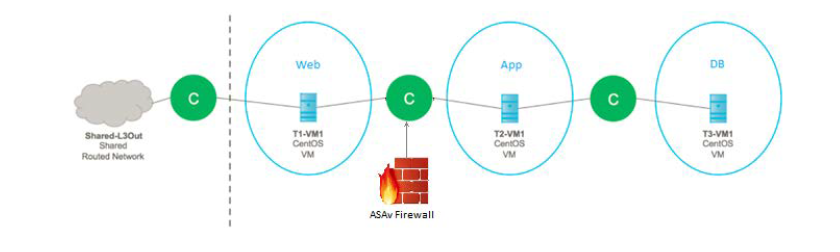 Web
App
DB
C
C
C
Shared-L3Out
Shared
Routed Network
T1-VM1
CentOS
VM
T2-VM1
CentOS
VM
T3-VM1
CentOS
VM
ASAv Firewall